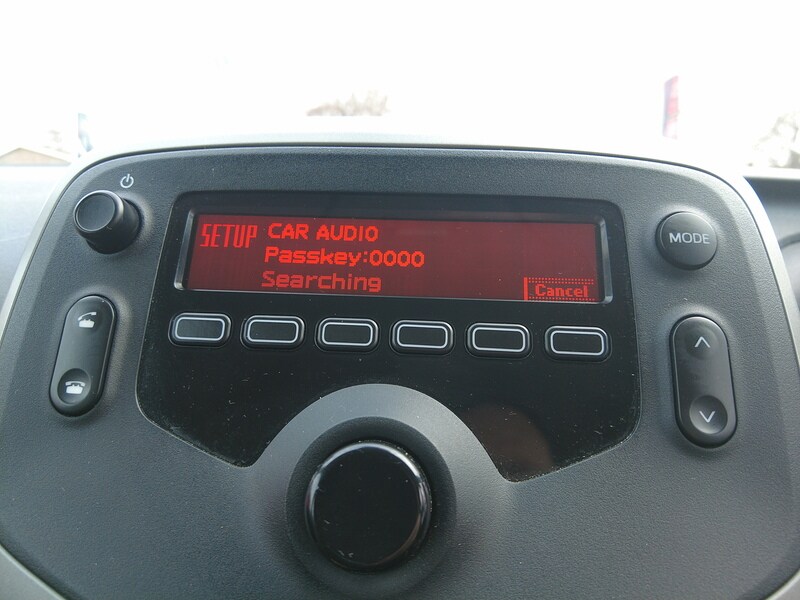 SETUP
CAR AUDIO
Passkey:0000
Searching
Cancel
MODE